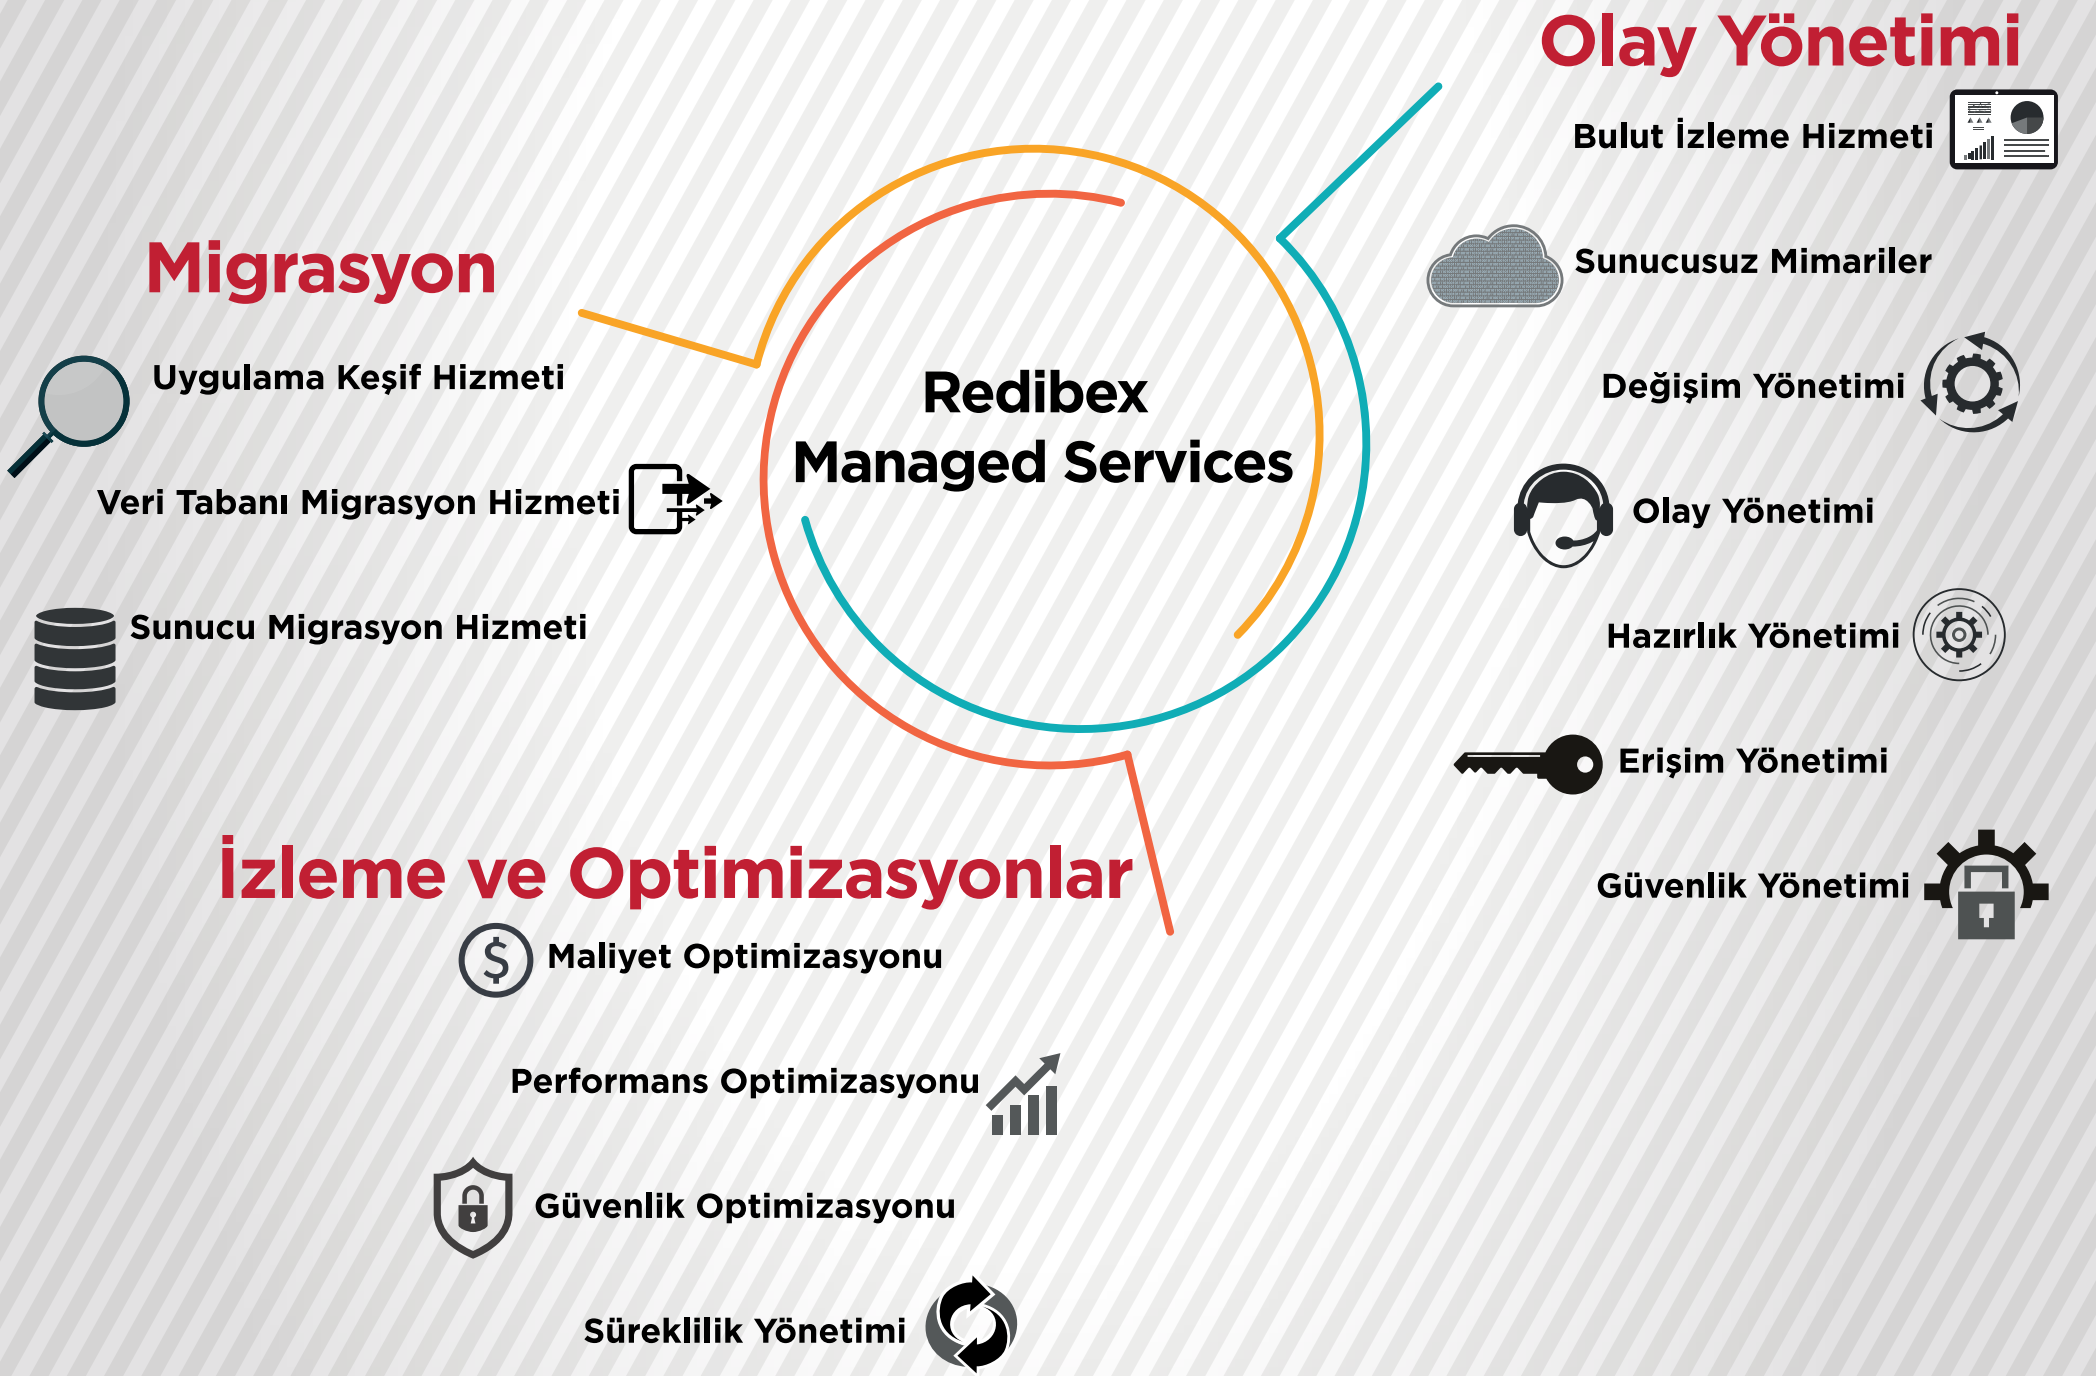 Olay Yönetimi
Bulut İzleme Hizmeti
Sunucusuz Mimariler
Değişim Yönetimi
Olay Yönetimi
Hazırlık Yönetimi
Erişim Yönetimi
Güvenlik Yönetimi
Migrasyon
Uygulama Keşif Hizmeti
Veri Tabanı Migrasyon Hizmeti
Sunucu Migrasyon Hizmeti
Redibex
Managed Services
İzleme ve Optimizasyonlar
$
Maliyet Optimizasyonu
Performans Optimizasyonu
Güvenlik Optimizasyonu
Süreklilik Yönetimi